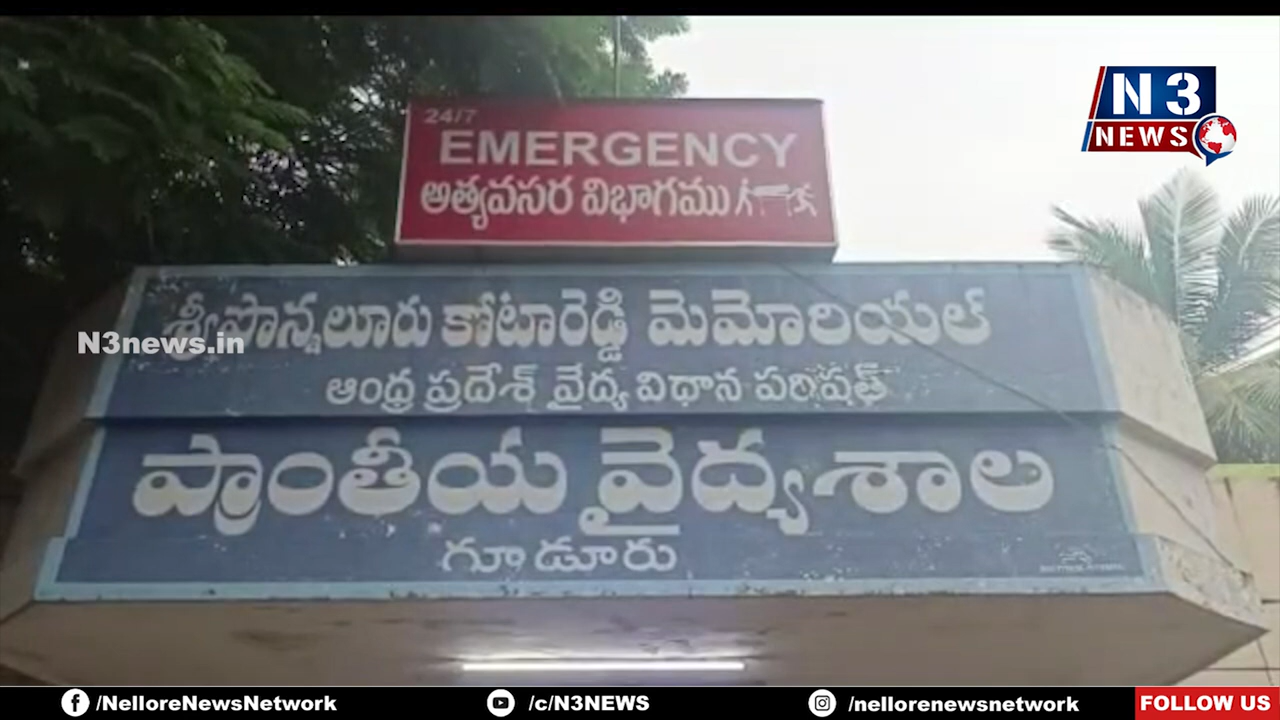 24/7
EMERGENCY
అత్యవసర విభాగము
N3
NEWS
శ్రీ పొన్నలూరు కోటారెడ్డి మెమోరియల్
N3news.in
ఆంధ్ర ప్రదేశ్ వైద్య విధాన పరిషత్
ప్రాంతీయ వైద్యశాల
గూడూరు
/NelloreNewsNetwork
/c/N3NEWS
/nellorenewsnetwork
FOLLOW US